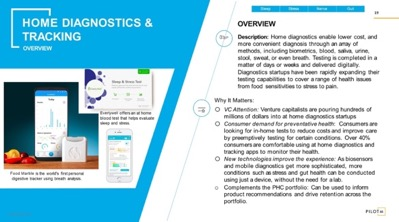 Sleep Stress Nerve Gut
19
HOME DIAGNOSTICS &
TRACKING
OVERVIEW
OVERVIEW
Description: Home diagnostics enable lower cost, and
more convenient diagnosis through an array of
methods, including biometrics, blood, saliva, urine,
stool, sweat, or even breath. Testing is completed in a
matter of days or weeks and delivered digitally.
Diagnostics startups have been rapidly expanding their
testing capabilities to cover a range of health issues
from food sensitivities to stress to pain.
Sleep & Stress Test
Everlywell offers an at home
blood test that helps evaluate
sleep and stress.
Food Marble is the world's first personal
digestive tracker using breath analysis.
Why It Matters:
VC Attention: Venture capitalists are pouring hundreds of
millions of dollars into at home diagnostics startups
Consumer demand for preventative health: Consumers are
looking for in-home tests to reduce costs and improve care
by preemptively testing for certain conditions. Over 40%
consumers are comfortable using at home diagnostics and
tracking apps to monitor their health.
New technologies improve the experience: As biosensors
and mobile diagnostics get more sophisticated, more
conditions such as stress and gut health can be conducted
using just a device, without the need for a lab.
Complements the PHC portfolio: Can be used to inform
product recommendations and drive retention across the
portfolio.